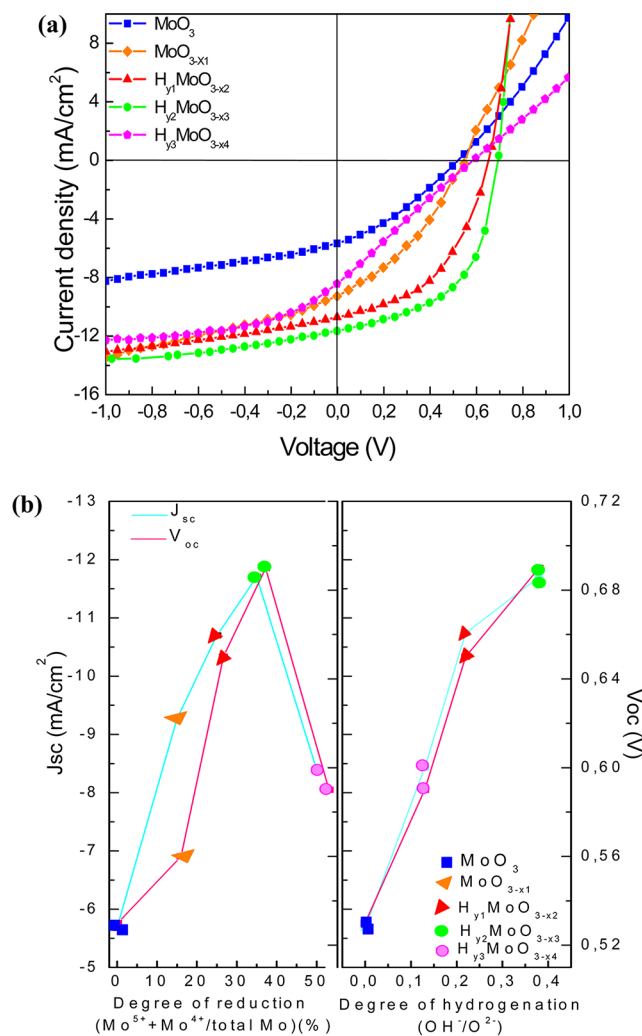 (a)
MoO3
MoO3-X1
Hy1MoO3-x2
Hy2MoO3-x3
Hy3MoO3-x4
8
4
0
-4
-8
-12
-16
Current density (mA/cm2)
-1,0 -0,8 -0,6 -0,4 -0,2 0,0 0,2 0,4 0,6 0,8 1,0
Voltage (V)
(b)
Jsc
Voc
-13
-12
-11
-10
-9
-8
-7
-6
-5
Jsc (mA/cm2)
0,72
0,68
0,64
0,60
0,56
0,52
Voc (V)
MoO3
MoO3-x1
Hy1MoO3-x2
Hy2MoO3-x3
Hy3MoO3-x4
0 10 20 30 40 50
0,0 0,1 0,2 0,3 0,4
Degree of reduction
(Mo5++Mo4+/total Mo)(%)
Degree of hydrogenation
(OH-/O2-)